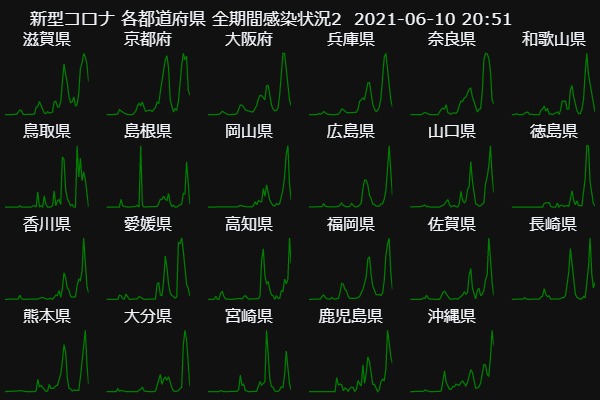 新型コロナ 各都道府県 全期間感染状況2 2021-06-10 20:51
滋賀県 京都府 大阪府 兵庫県 奈良県 和歌山県
鳥取県 島根県 岡山県 広島県 山口県 徳島県
香川県 愛媛県 高知県 福岡県 佐賀県 長崎県
熊本県 大分県 宮崎県 鹿児島県 沖縄県